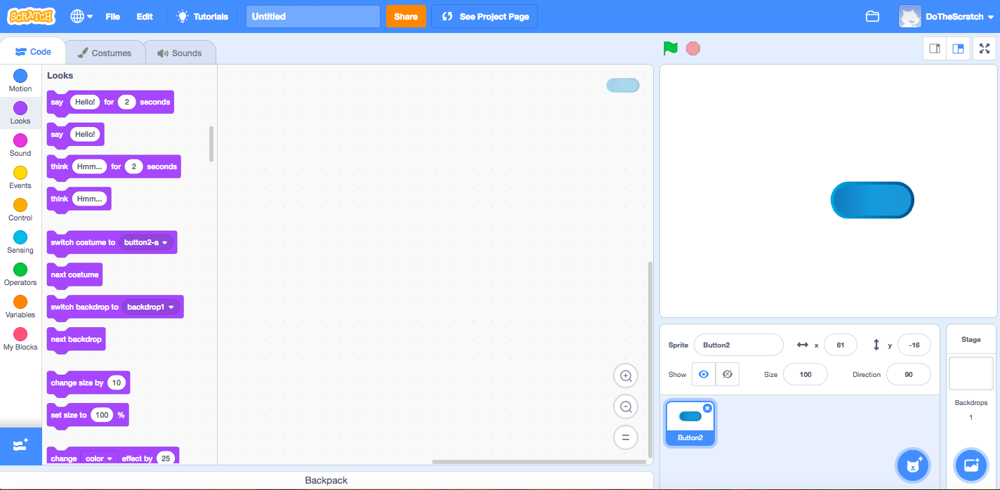 SCRATCH File Edit Tutorials Untitled Share See Project Page DoTheScratch
Code Costumes Sounds
Motion
Looks
Sound
Events
Control
Sensing
Operators
Variables
My Blocks
Looks
say Hello! for 2 seconds
say Hello!
think Hmm... for 2 seconds
think Hmm...
switch costume to button2-a
next costume
switch backdrop to backdrop1
next backdrop
change size by 10
set size to 100 %
change color effect by 25
Sprite Button2 x 61 y -16
Show Size 100 Direction 90
Button2
Stage
Backdrops
1
Backpack